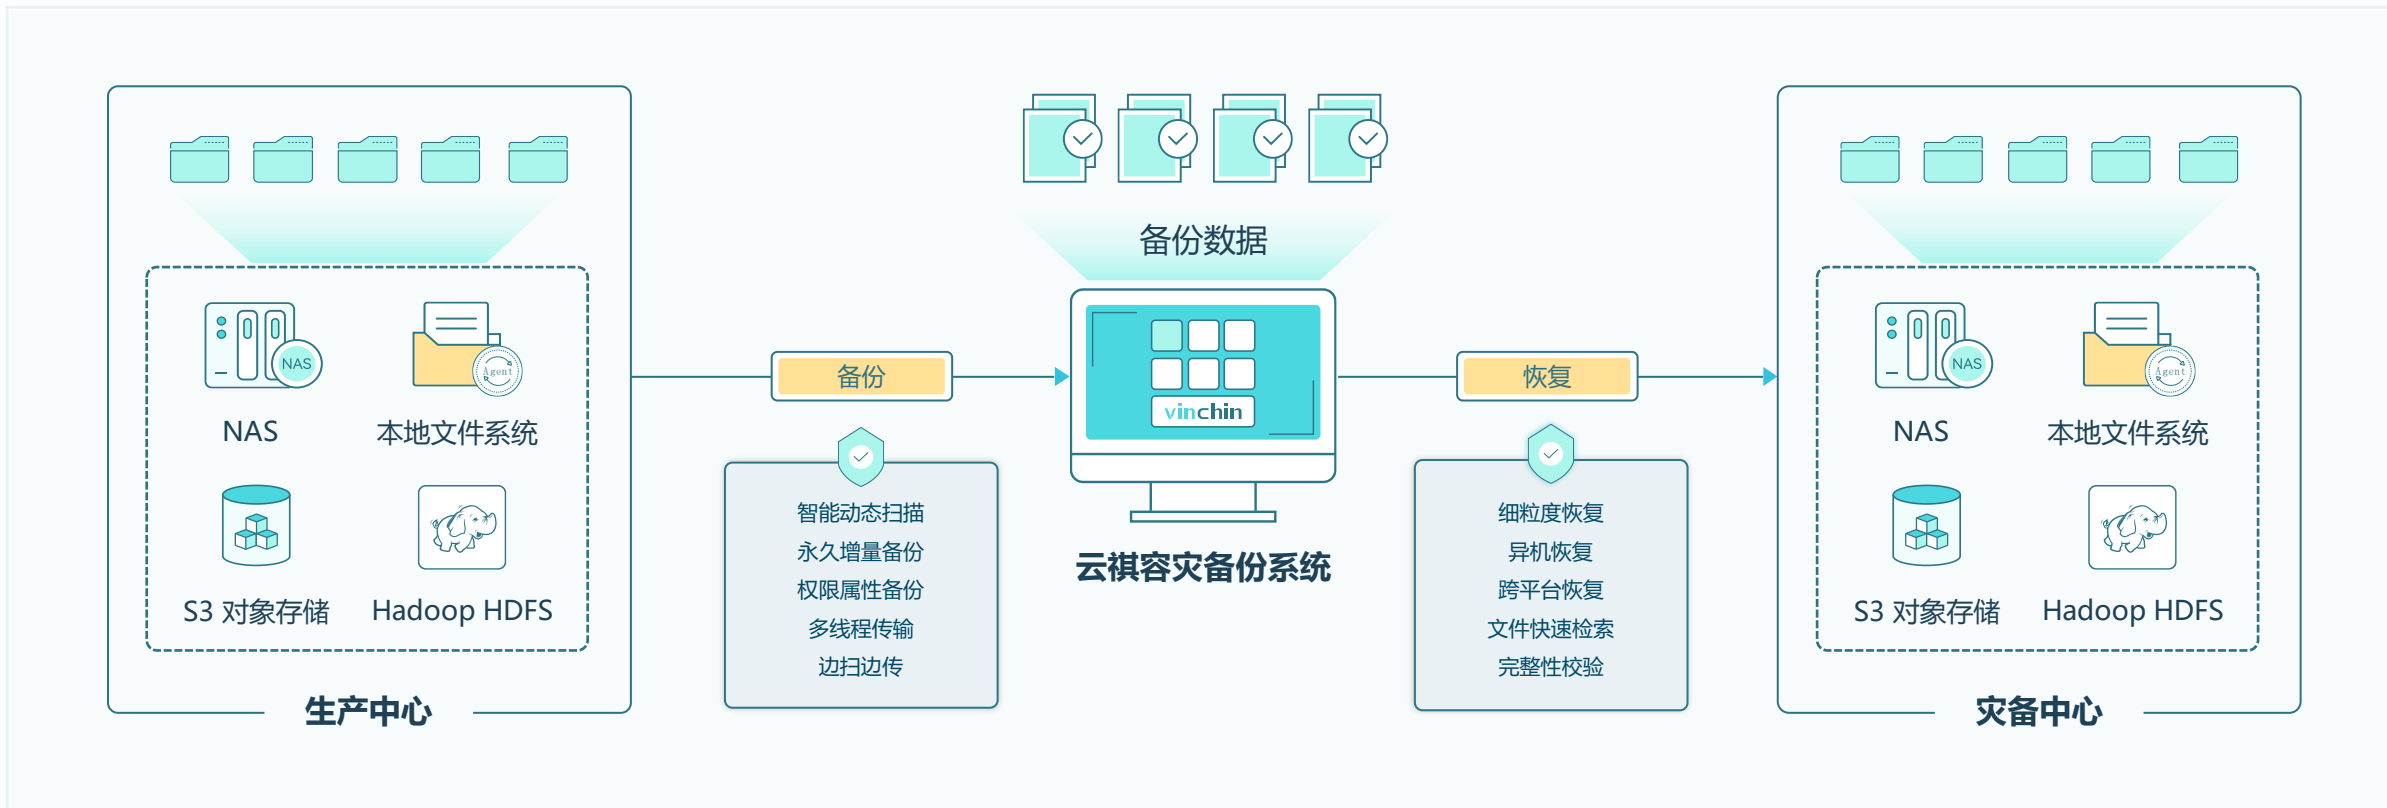 NAS
Agent
NAS
本地文件系统
S3 对象存储
Hadoop HDFS
生产中心
备份
智能动态扫描
永久增量备份
权限属性备份
多线程传输
边扫边传
备份数据
vinchin
云祺容灾备份系统
恢复
细粒度恢复
异机恢复
跨平台恢复
文件快速检索
完整性校验
NAS
Agent
NAS
本地文件系统
S3 对象存储
Hadoop HDFS
灾备中心